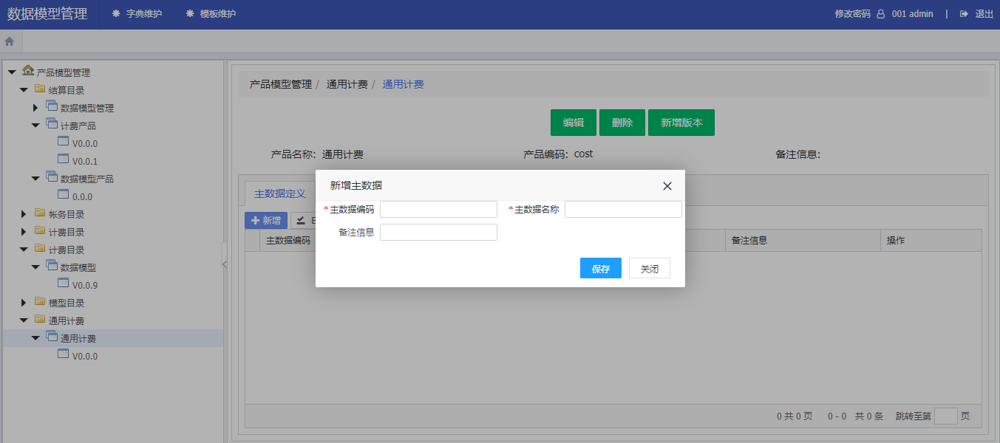 数据模型管理 字典维护 模板维护 修改密码 001 admin | 退出
产品模型管理
结算目录
数据模型管理
计费产品
V0.0.0
V0.0.1
数据模型产品
0.0.0
帐务目录
计费目录
计费目录
数据模型
V0.0.9
模型目录
通用计费
通用计费
V0.0.0
产品模型管理 / 通用计费 / 通用计费
编辑 删除 新增版本
产品名称: 通用计费 产品编码: cost 备注信息:
主数据定义
新增
主数据编码 备注信息 操作
新增主数据
*主数据编码 *主数据名称
备注信息
保存 关闭
0 共 0 页 0 - 0 共 0 条 跳转至第 页